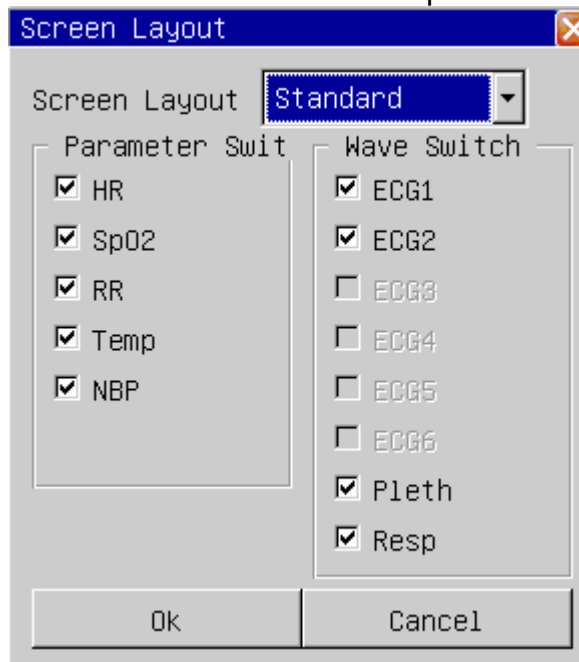 Screen Layout
Screen Layout Standard
Parameter Suit
HR
SpO2
RR
Temp
NBP
Wave Switch
ECG1
ECG2
ECG3
ECG4
ECG5
ECG6
Pleth
Resp
Ok
Cancel